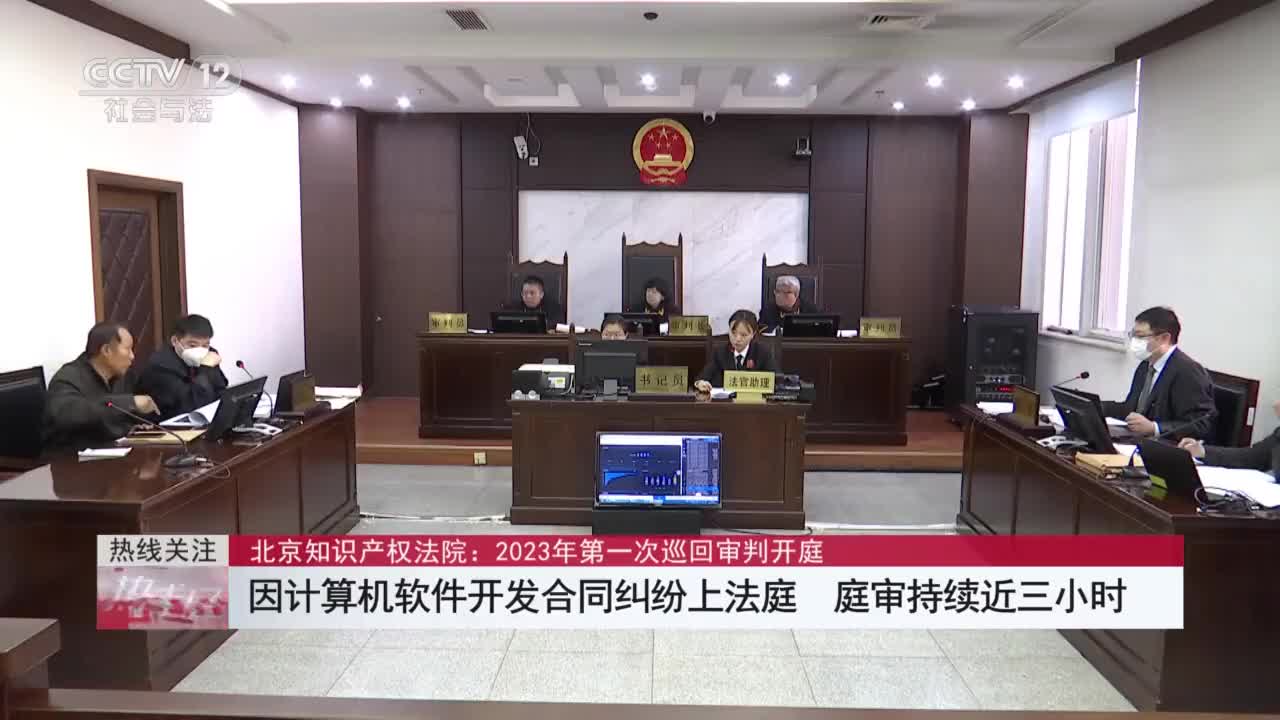 CCTV 12
社会与法
审判员
审判长
审判员
书记员
法官助理
热线关注
北京知识产权法院：2023年第一次巡回审判开庭
因计算机软件开发合同纠纷上法庭 庭审持续近三小时